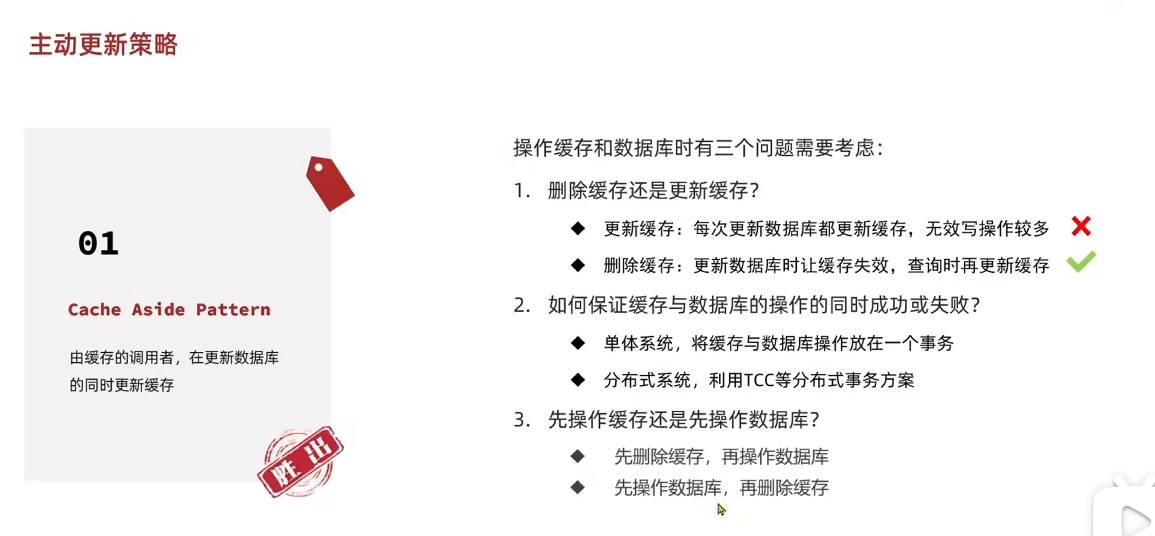 主动更新策略
01
Cache Aside Pattern
由缓存的调用者，在更新数据库
的同时更新缓存
胜出
操作缓存和数据库时有三个问题需要考虑：
1. 删除缓存还是更新缓存？
◆ 更新缓存：每次更新数据库都更新缓存，无效写操作较多
◆ 删除缓存：更新数据库时让缓存失效，查询时再更新缓存
2. 如何保证缓存与数据库的操作的同时成功或失败？
◆ 单体系统，将缓存与数据库操作放在一个事务
◆ 分布式系统，利用TCC等分布式事务方案
3. 先操作缓存还是先操作数据库？
◆ 先删除缓存，再操作数据库
◆ 先操作数据库，再删除缓存